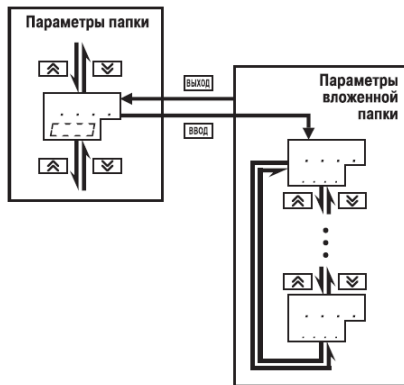 Параметры папки
ВЫХОД
ВВОД
Параметры
вложенной
папки